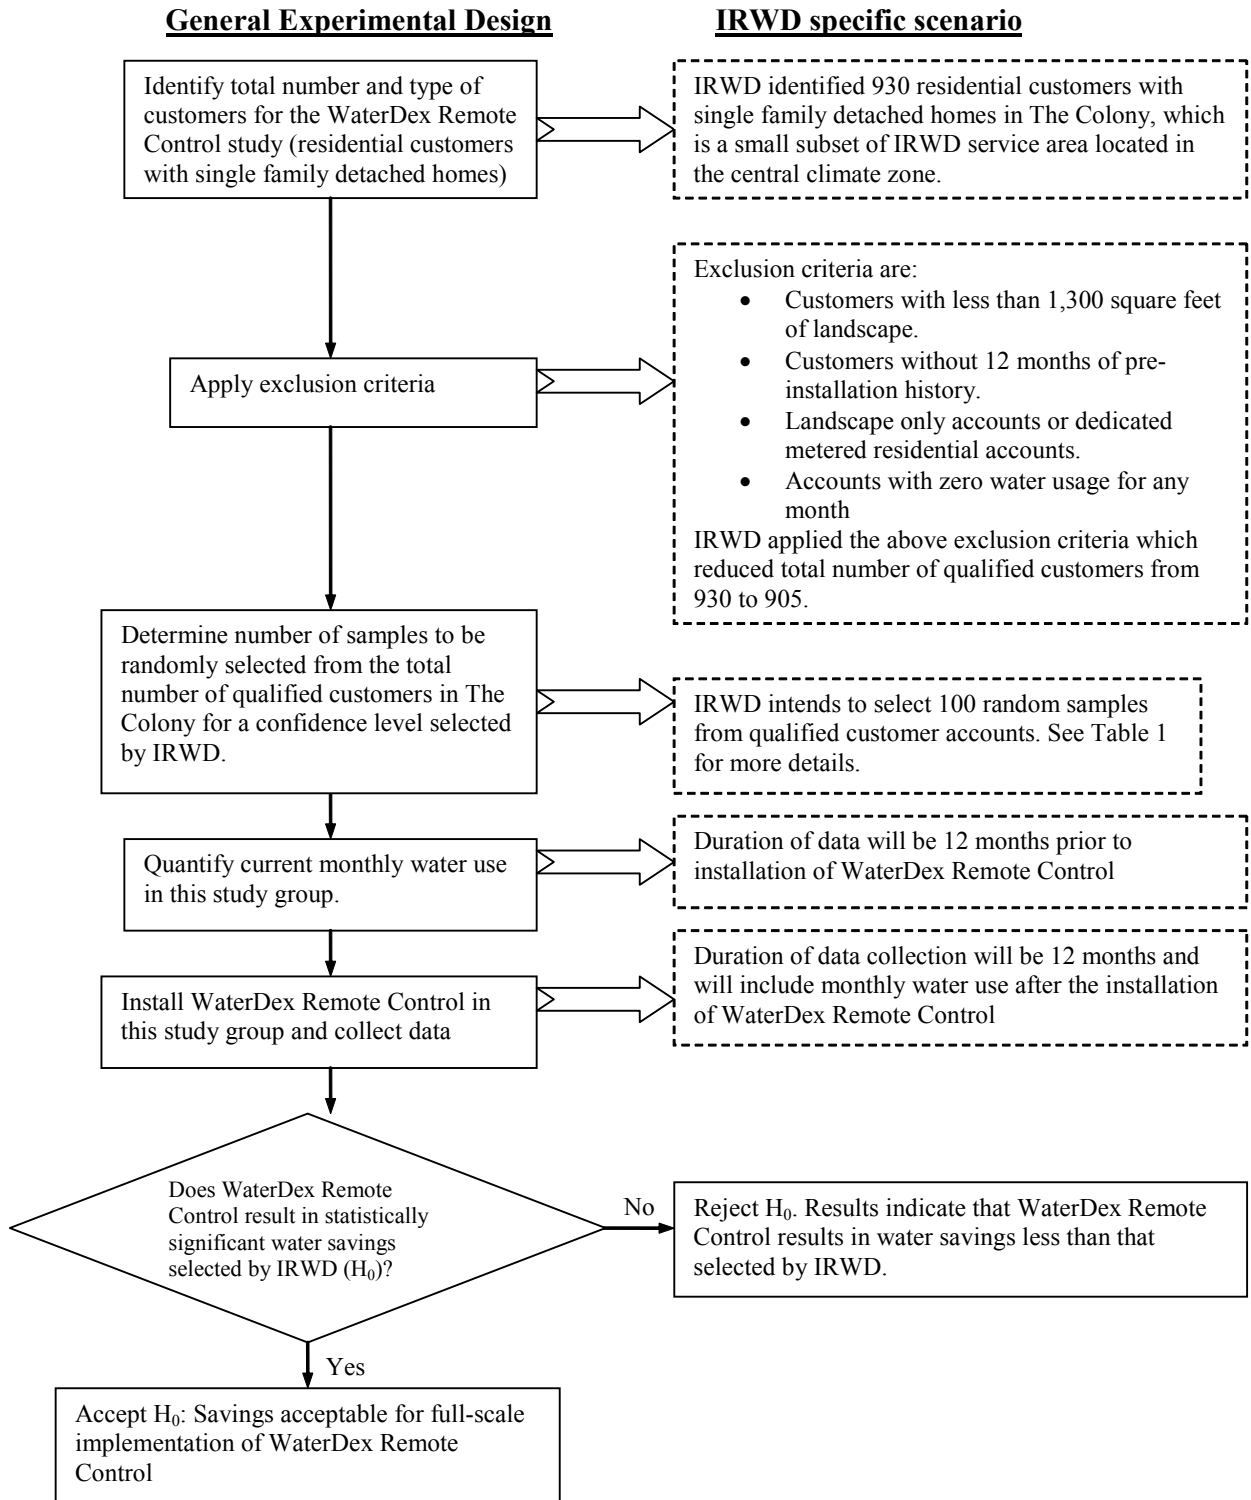 General Experimental Design
IRWD specific scenario
Identify total number and type of
customers for the WaterDex Remote
Control study (residential customers
with single family detached homes)
IRWD identified 930 residential customers with
single family detached homes in The Colony, which
is a small subset of IRWD service area located in
the central climate zone.
Apply exclusion criteria
Exclusion criteria are:
• Customers with less than 1,300 square feet
of landscape.
• Customers without 12 months of pre-
installation history.
• Landscape only accounts or dedicated
metered residential accounts.
• Accounts with zero water usage for any
month
IRWD applied the above exclusion criteria which
reduced total number of qualified customers from
930 to 905.
Determine number of samples to be
randomly selected from the total
number of qualified customers in The
Colony for a confidence level selected
by IRWD.
IRWD intends to select 100 random samples
from qualified customer accounts. See Table 1
for more details.
Quantify current monthly water use
in this study group.
Duration of data will be 12 months prior to
installation of WaterDex Remote Control
Install WaterDex Remote Control in
this study group and collect data
Duration of data collection will be 12 months and
will include monthly water use after the installation
of WaterDex Remote Control
Does WaterDex Remote
Control result in statistically
significant water savings
selected by IRWD (H₀)?
No
Reject H₀. Results indicate that WaterDex Remote
Control results in water savings less than that
selected by IRWD.
Yes
Accept H₀: Savings acceptable for full-scale
implementation of WaterDex Remote
Control